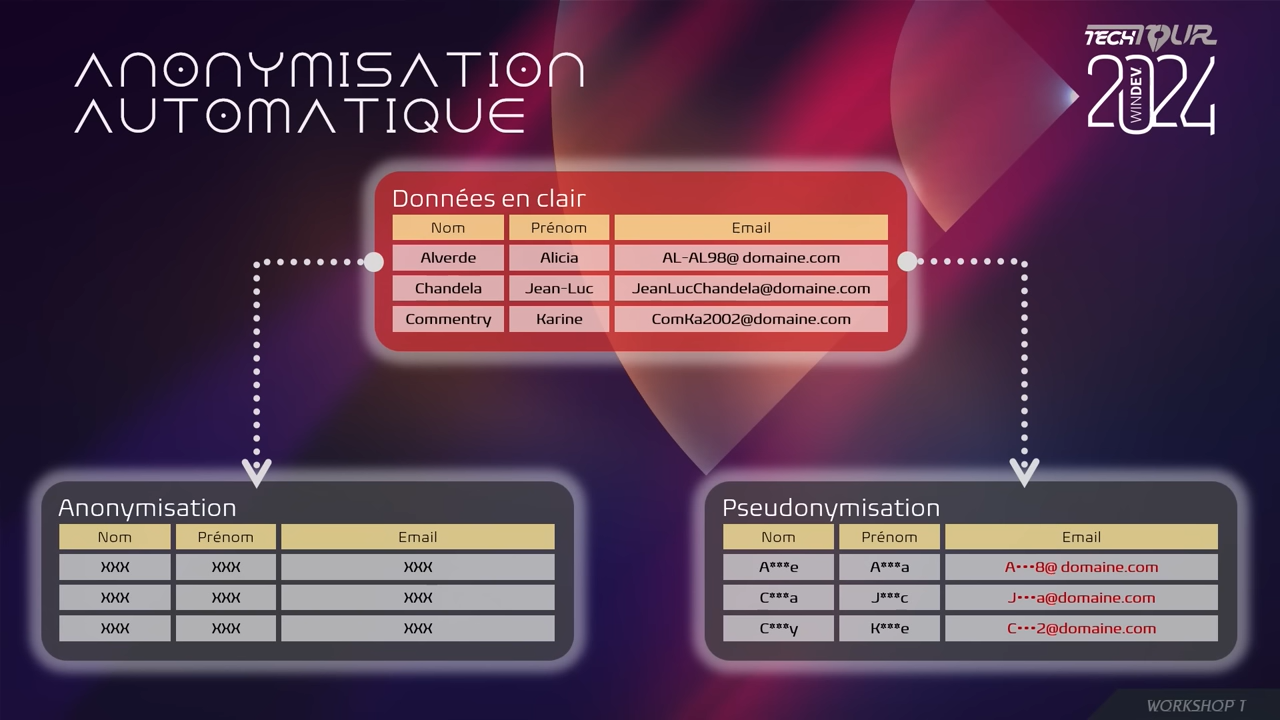 ANONYMISATION
AUTOMATIQUE
TECHTOUR
WINDEV 2024
Données en clair
Nom Prénom Email
Alverde Alicia AL-AL98@ domaine.com
Chandela Jean-Luc JeanLucChandela@domaine.com
Commentry Karine ComKa2002@domaine.com
Anonymisation
Nom Prénom Email
XXX XXX XXX
XXX XXX XXX
XXX XXX XXX
Pseudonymisation
Nom Prénom Email
A***e A***a A•••8@ domaine.com
C***a J***c J•••a@domaine.com
C***y K***e C•••2@domaine.com
WORKSHOP 1